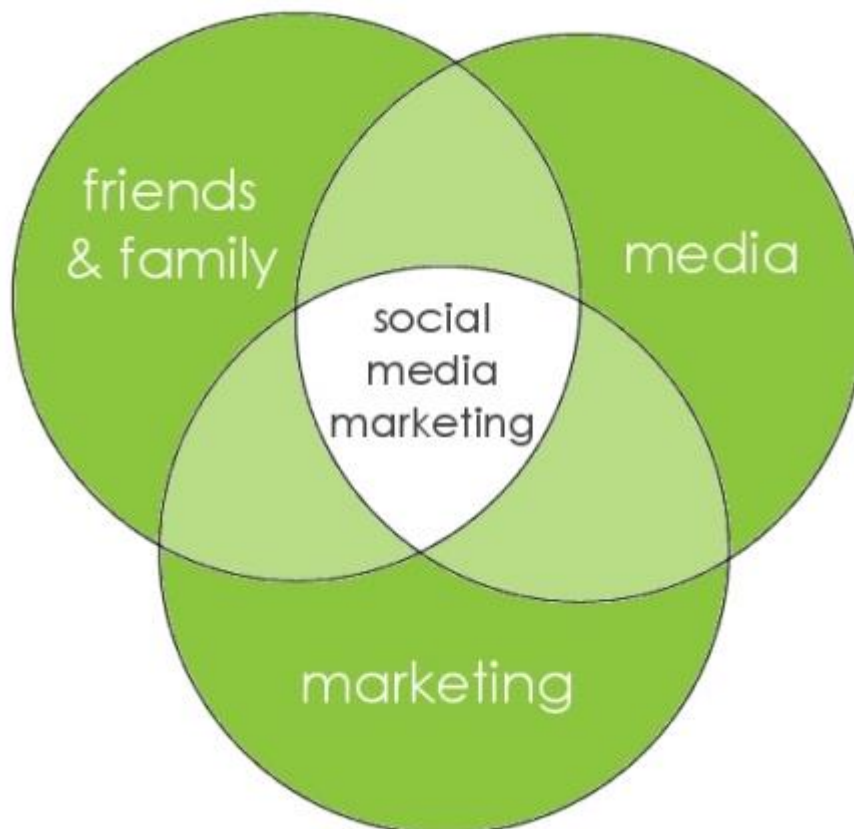 friends
& family
media
social
media
marketing
marketing